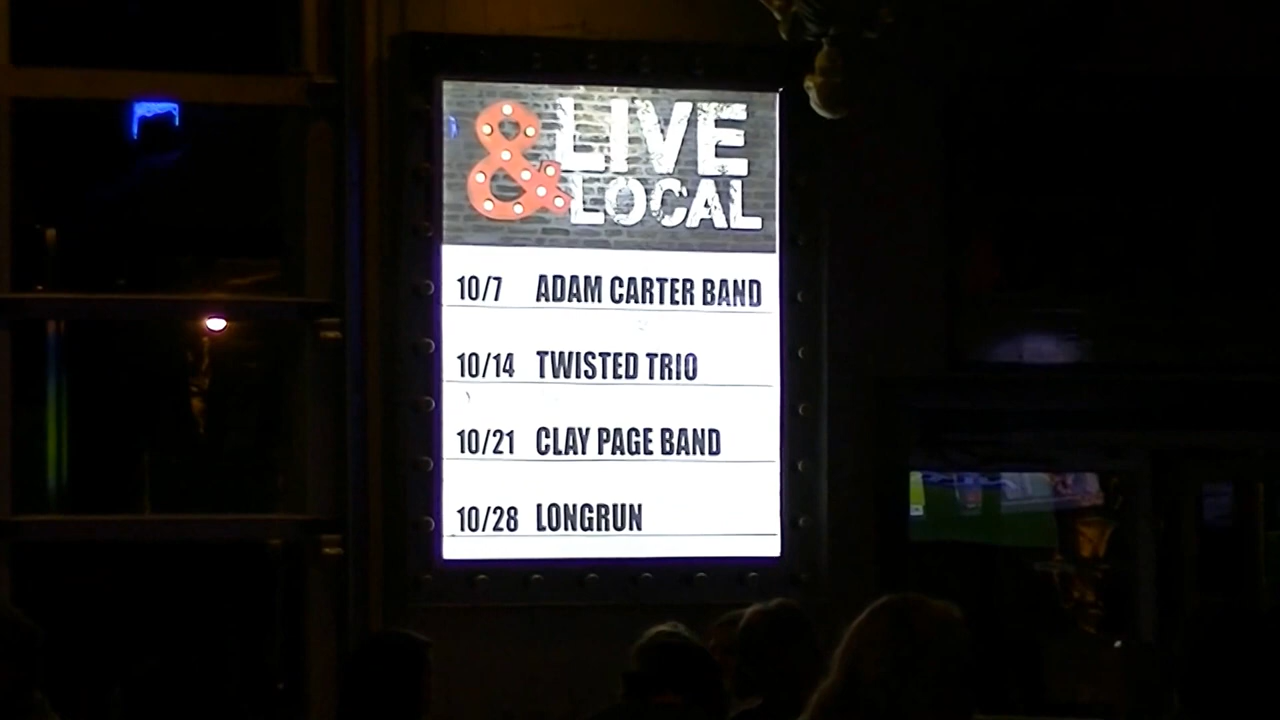 LIVE
& LOCAL
10/7 ADAM CARTER BAND
10/14 TWISTED TRIO
10/21 CLAY PAGE BAND
10/28 LONGRUN